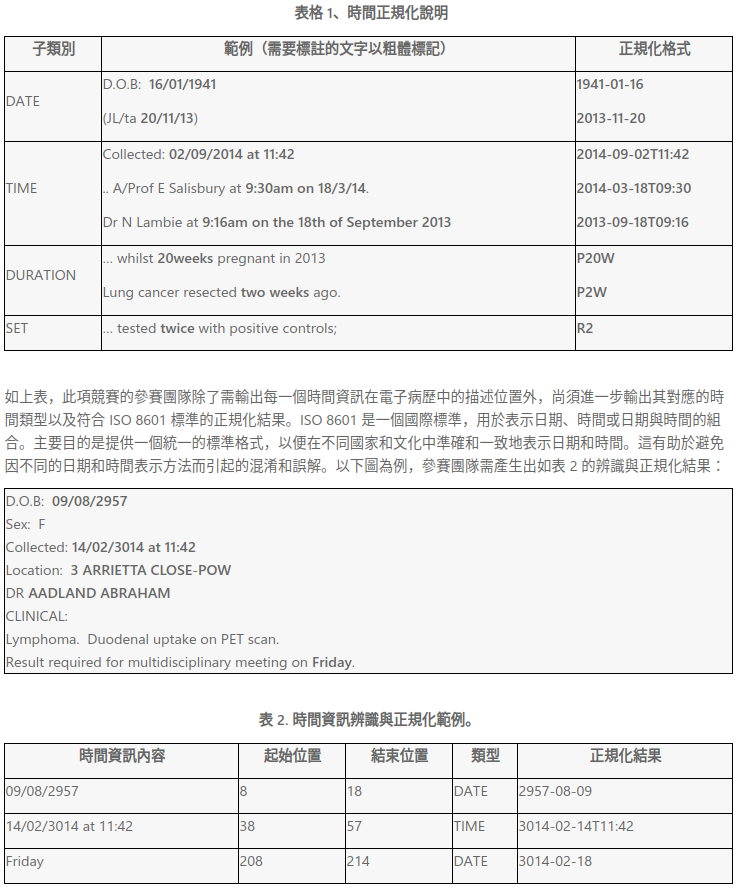 表格 1、時間正規化說明
子類別 範例（需要標註的文字以粗體標記） 正規化格式
DATE
D.O.B:  16/01/1941 1941-01-16
(JL/ta 20/11/13) 2013-11-20
TIME
Collected: 02/09/2014 at 11:42 2014-09-02T11:42
.. A/Prof E Salisbury at 9:30am on 18/3/14. 2014-03-18T09:30
Dr N Lambie at 9:16am on the 18th of September 2013 2013-09-18T09:16
DURATION
... whilst 20weeks pregnant in 2013 P20W
Lung cancer resected two weeks ago. P2W
SET ... tested twice with positive controls; R2
如上表，此項競賽的參賽團隊除了需輸出每一個時間資訊在電子病歷中的描述位置外，尚須進一步輸出其對應的時
間類型以及符合 ISO 8601 標準的正規化結果。ISO 8601 是一個國際標準，用於表示日期、時間或日期與時間的組
合。主要目的是提供一個統一的標準格式，以便在不同國家和文化中準確和一致地表示日期和時間。這有助於避免
因不同的日期和時間表示方法而引起的混淆和誤解。以下圖為例，參賽團隊需產生出如表 2 的辨識與正規化結果：
D.O.B:  09/08/2957
Sex:  F
Collected: 14/02/3014 at 11:42
Location:  3 ARRIETTA CLOSE-POW
DR AADLAND ABRAHAM
CLINICAL:
Lymphoma.  Duodenal uptake on PET scan.
Result required for multidisciplinary meeting on Friday.
表 2. 時間資訊辨識與正規化範例。
時間資訊內容 起始位置 結束位置 類型 正規化結果
09/08/2957 8 18 DATE 2957-08-09
14/02/3014 at 11:42 38 57 TIME 3014-02-14T11:42
Friday 208 214 DATE 3014-02-18